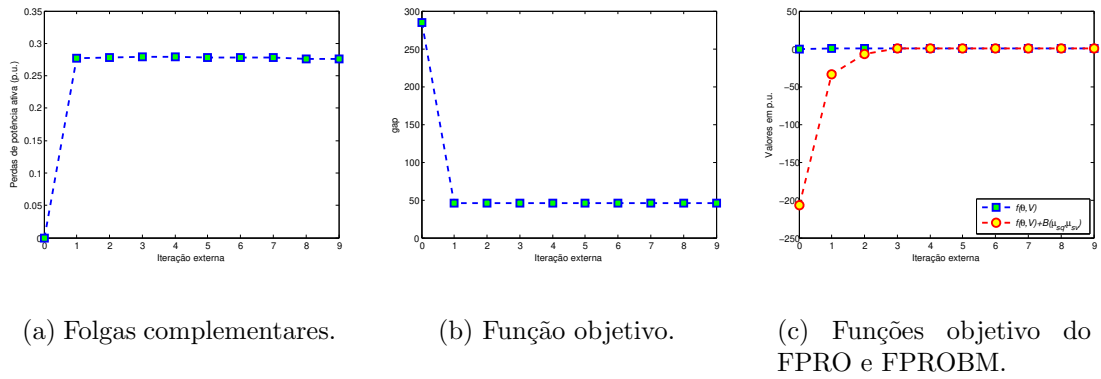 0.35
0.3
0.25
0.2
0.15
0.1
0.05
0
Perdas de potência ativa (p.u.)
0 1 2 3 4 5 6 7 8 9
Iteração externa
300
250
200
150
100
50
0
gap
0 1 2 3 4 5 6 7 8 9
Iteração externa
50
0
−50
−100
−150
−200
−250
Valores em p.u.
f(θ,V)
f(θ,V)+B(μsq,μsv)
0 1 2 3 4 5 6 7 8 9
Iteração externa
(a) Folgas complementares.
(b) Função objetivo.
(c) Funções objetivo do
FPRO e FPROBM.